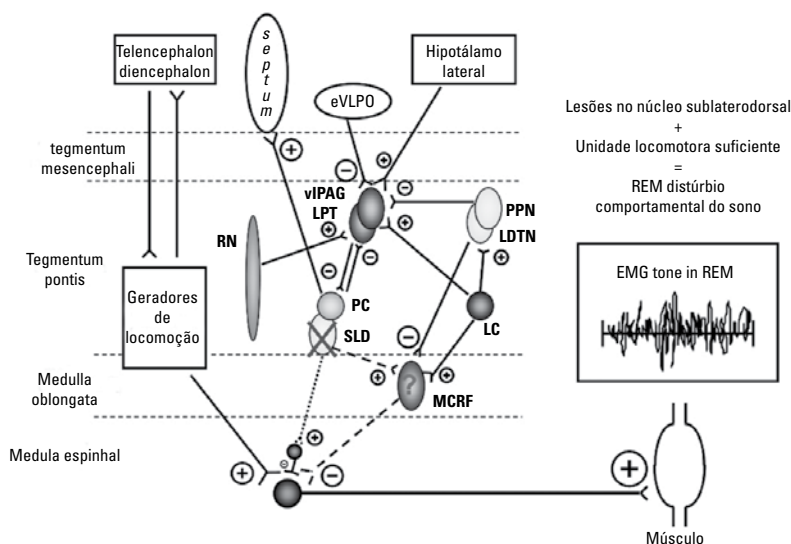 Telencephalon
diencephalon
septum
Hipotálamo
lateral
eVLPO
tegmentum
mesencephali
Lesões no núcleo sublaterodorsal
+
Unidade locomotora suficiente
=
REM distúrbio
comportamental do sono
+
−
+
−
vlPAG
LPT
PPN
LDTN
RN
+
+
−
−
+
Tegmentum
pontis
Geradores
de
locomoção
PC
SLD
LC
EMG tone in REM
−
+
+
Medulla
oblongata
?
MCRF
Medula espinhal
+
+
−
−
+
Músculo